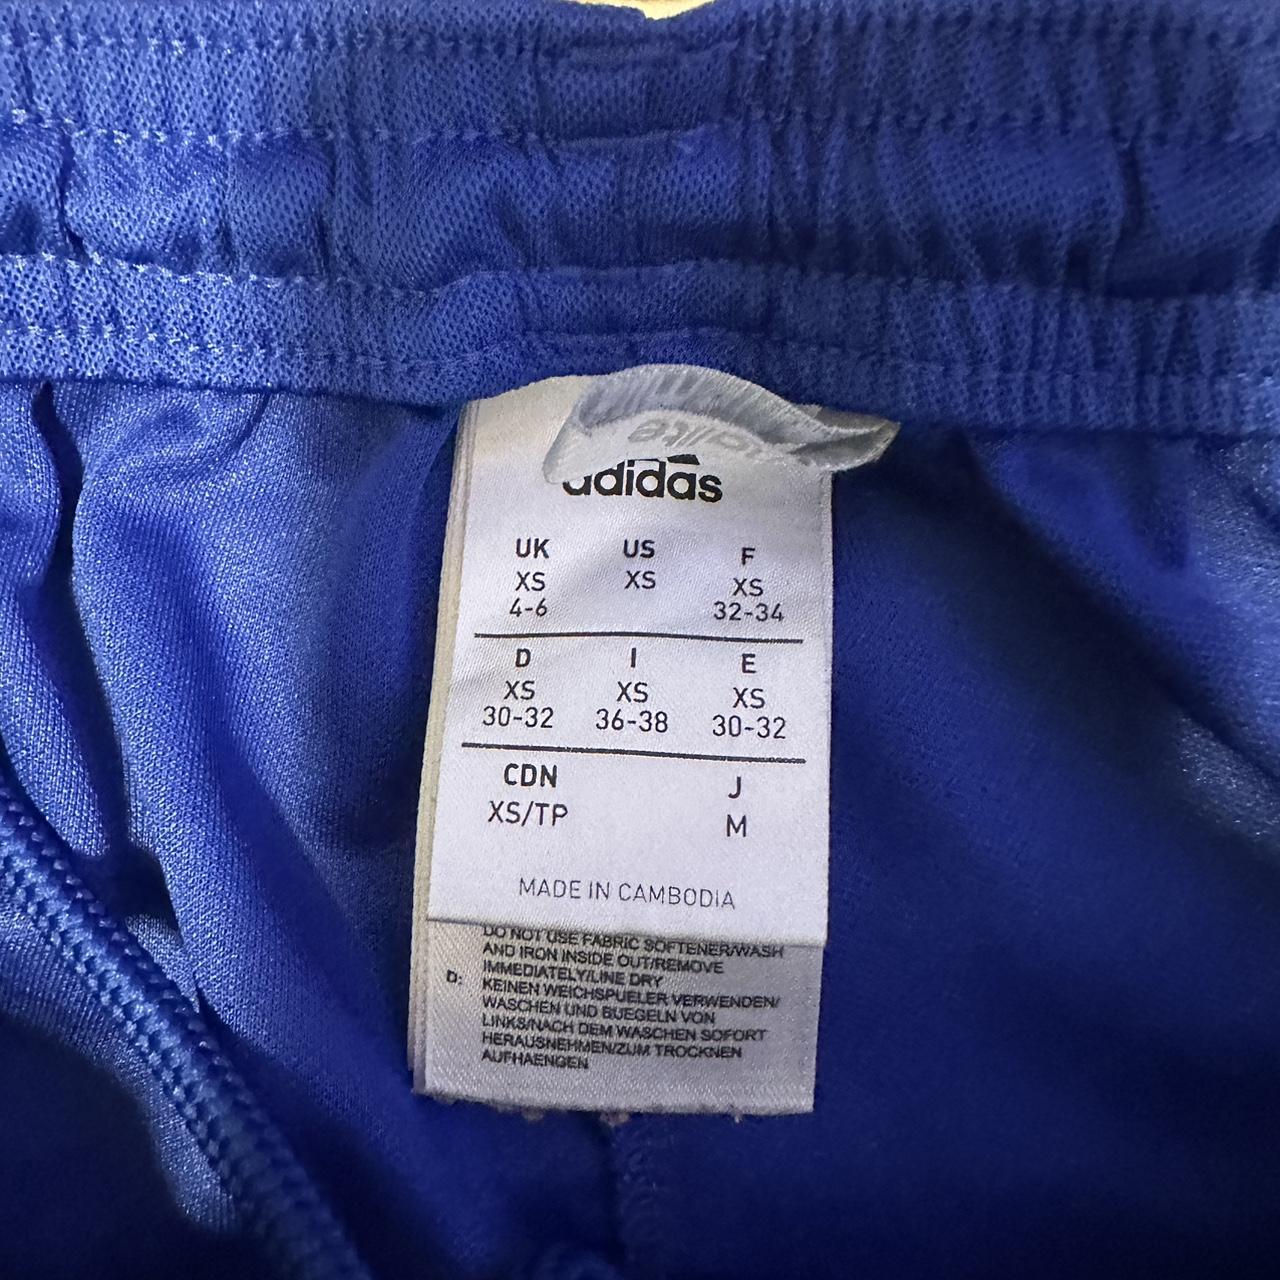 adidas
UK US F
XS XS XS
4-6 32-34
D I E
XS XS XS
30-32 36-38 30-32
CDN J
XS/TP M
MADE IN CAMBODIA
DO NOT USE FABRIC SOFTENER/WASH
AND IRON INSIDE OUT/REMOVE
IMMEDIATELY/LINE DRY
D: KEINEN WEICHSPUELER VERWENDEN/
WASCHEN UND BUEGELN VON
LINKS/NACH DEM WASCHEN SOFORT
HERAUSNEHMEN/ZUM TROCKNEN
AUFHAENGEN